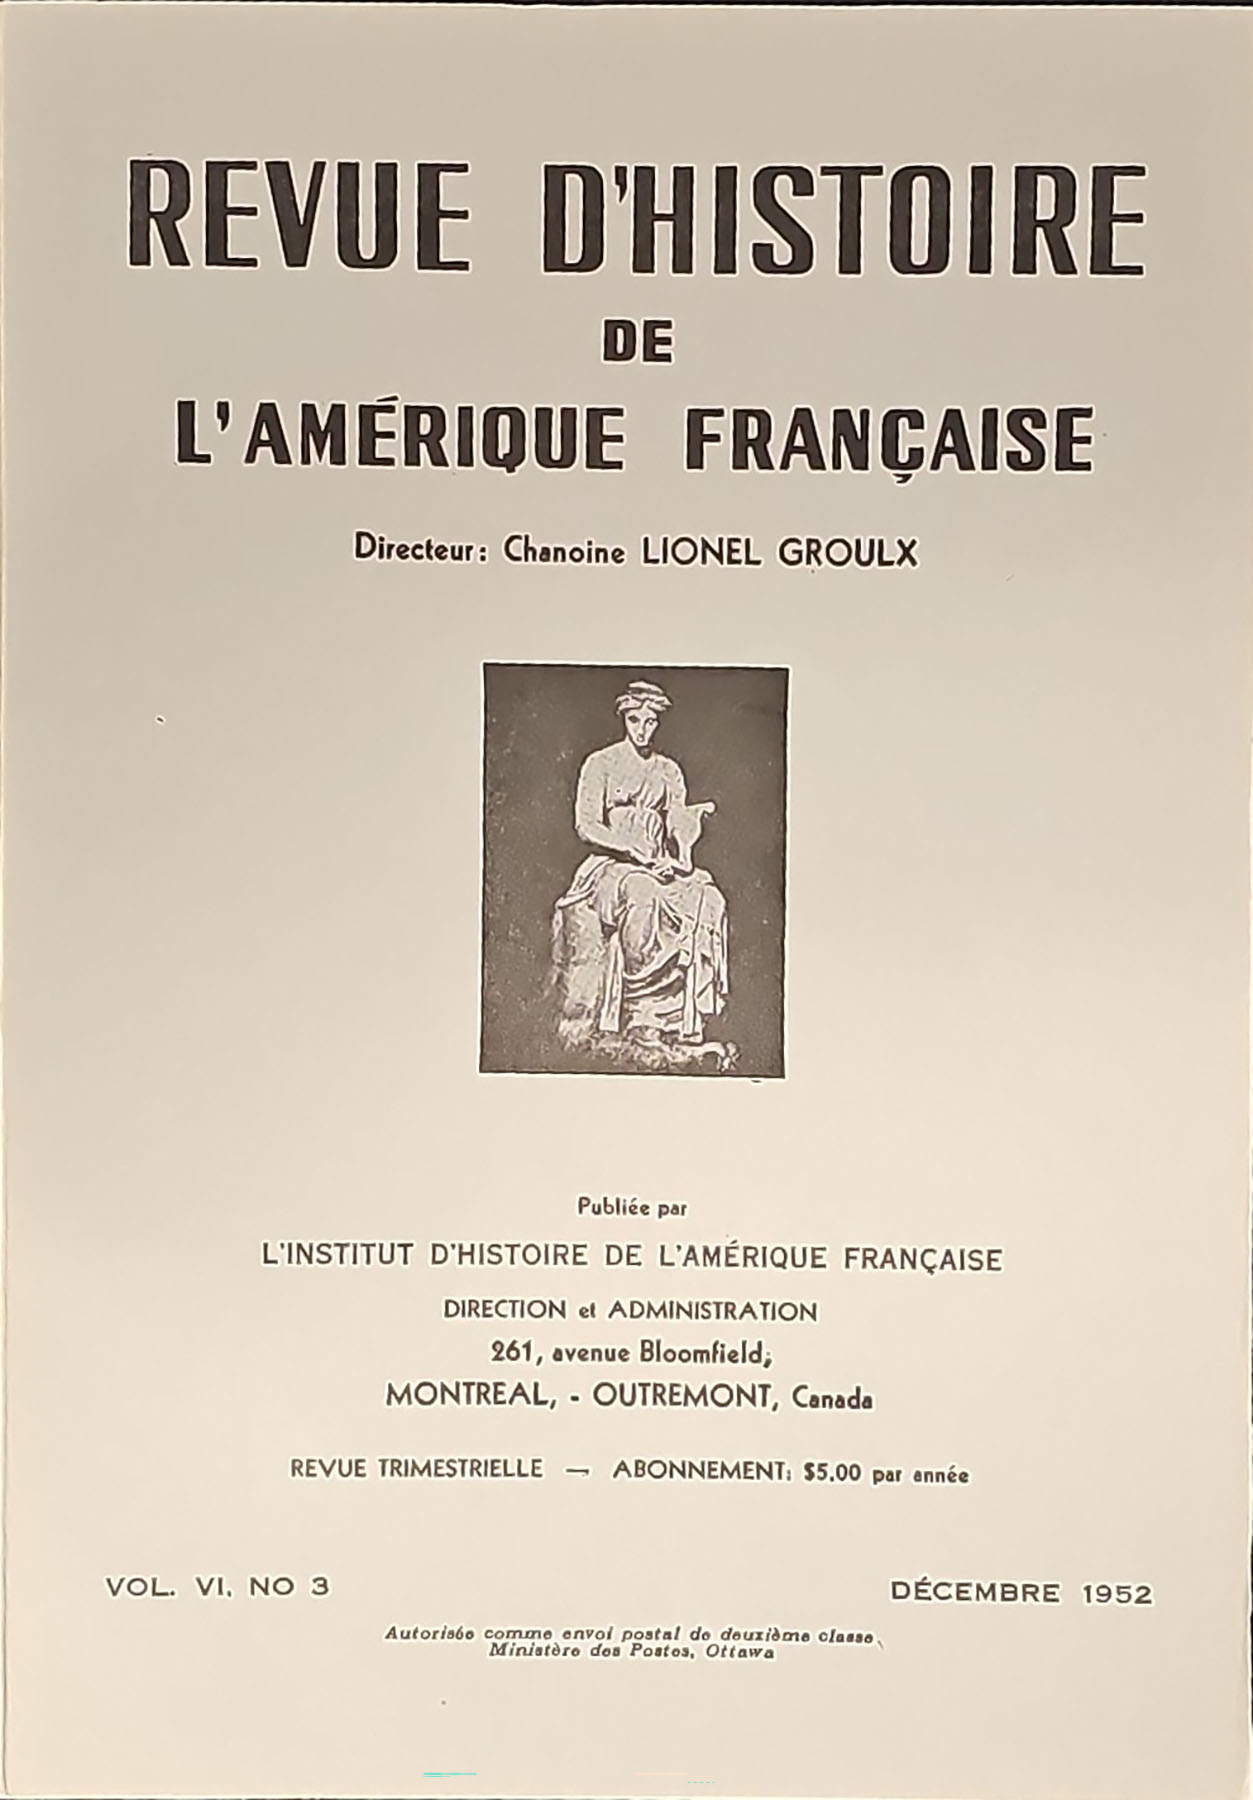 REVUE D'HISTOIRE
DE
L'AMÉRIQUE FRANÇAISE
Directeur: Chanoine LIONEL GROULX
Publiée par
L'INSTITUT D'HISTOIRE DE L'AMÉRIQUE FRANÇAISE
DIRECTION et ADMINISTRATION
261, avenue Bloomfield,
MONTREAL, - OUTREMONT, Canada
REVUE TRIMESTRIELLE — ABONNEMENT: $5.00 par année
VOL. VI, NO 3
DÉCEMBRE 1952
Autorisée comme envoi postal de deuxième classe,
Ministère des Postes, Ottawa